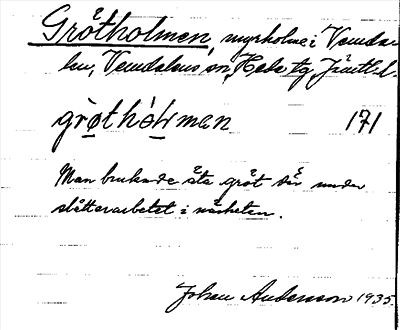 Grötholmen, myrholme i Vemda-
len, Vemdalens sn, Hede tg, Jämtl. l.
grøthólman 171
Man brukade äta gröt där under
slåtterarbetet i närheten.
Johan Andersson 1935.